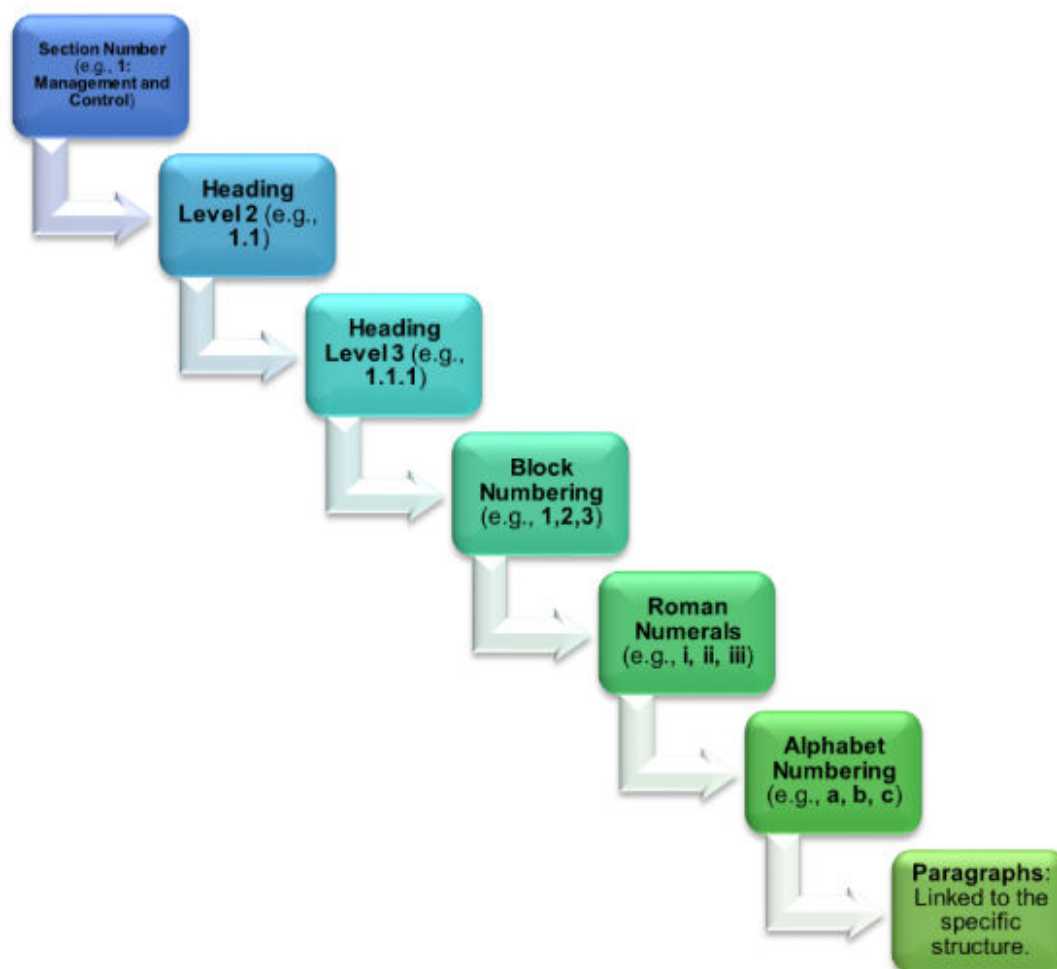 Section Number
(e.g., 1:
Management and
Control)
Heading
Level 2 (e.g.,
1.1)
Heading
Level 3 (e.g.,
1.1.1)
Block
Numbering
(e.g., 1,2,3)
Roman
Numerals
(e.g., i, ii, iii)
Alphabet
Numbering
(e.g., a, b, c)
Paragraphs:
Linked to the
specific
structure.